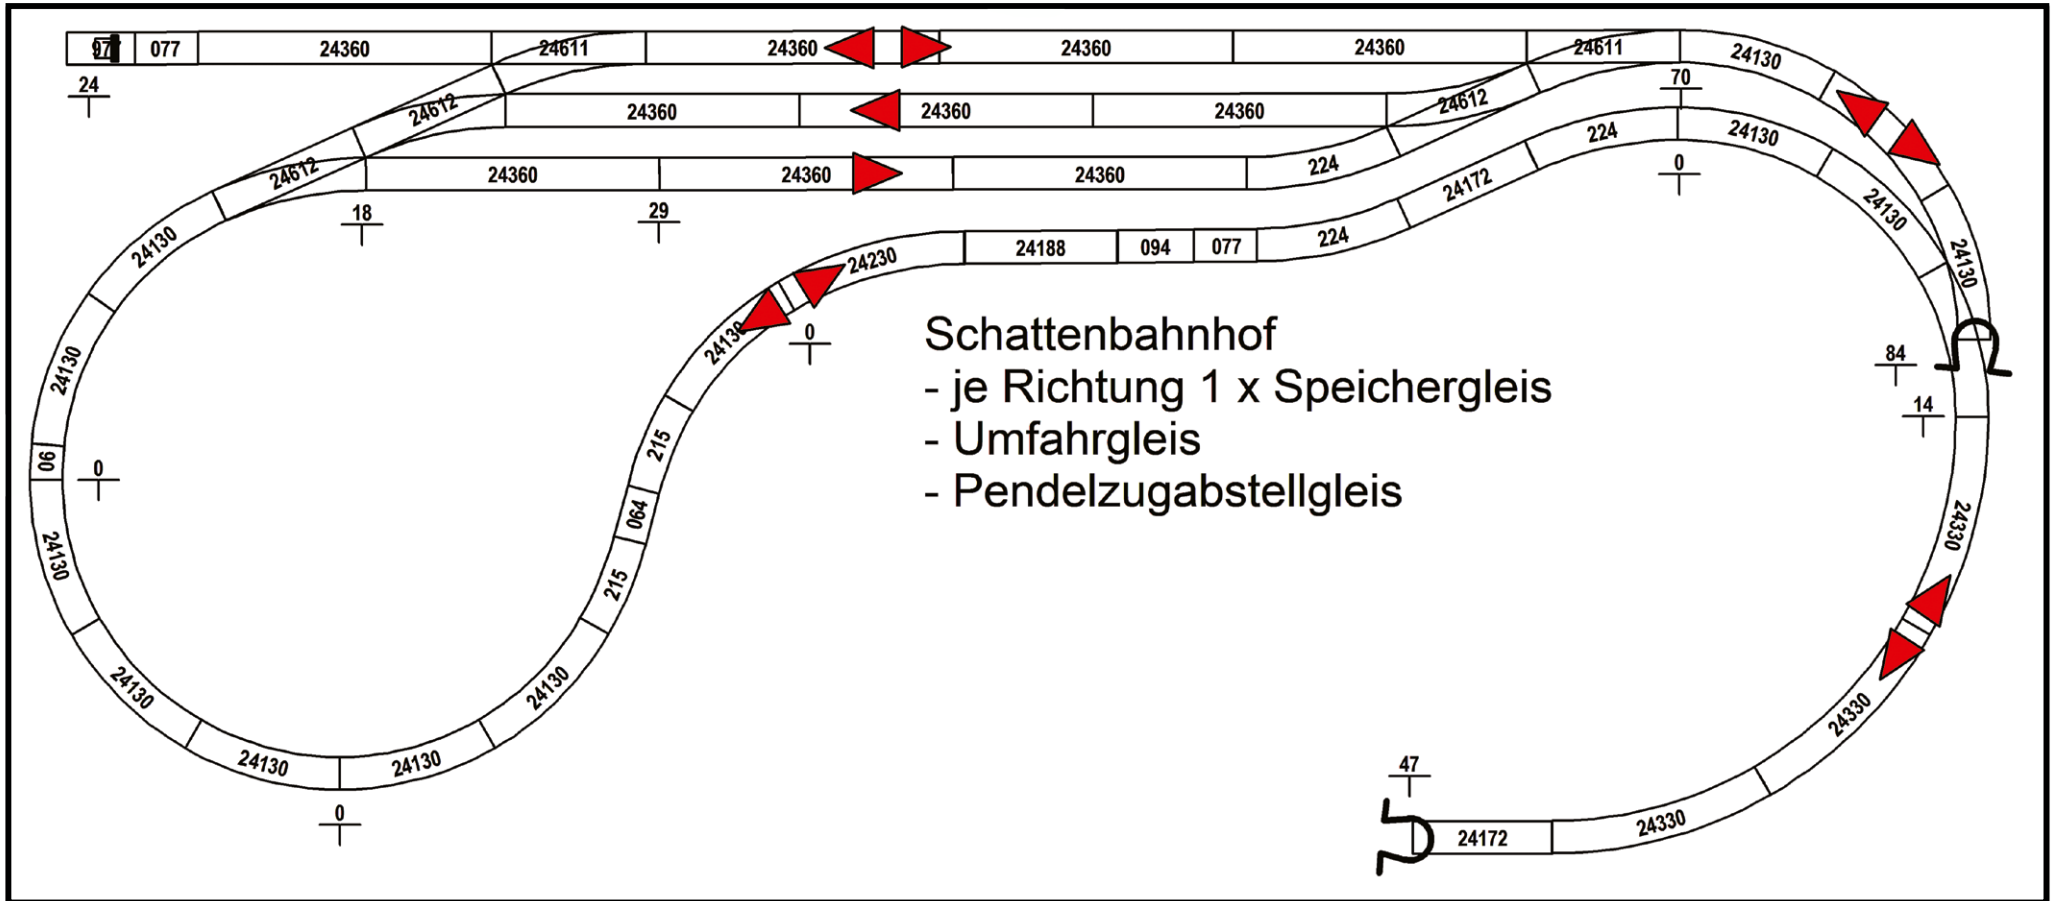 977 077 24360 24611 24360 24360 24360 24611 24130
24 70
24612 24360 24360 24360 24612
224 24130
24612 24360 24360 24360 224 24172 0 24130
18 29
24130 24230 24188 094 077 224 24130
24130 0
Schattenbahnhof
- je Richtung 1 x Speichergleis
- Umfahrgleis
- Pendelzugabstellgleis
24130 84
14
06 0 215
064 24330
24130 215
24130 24130 24330
24130 24130 47
0 24172 24330